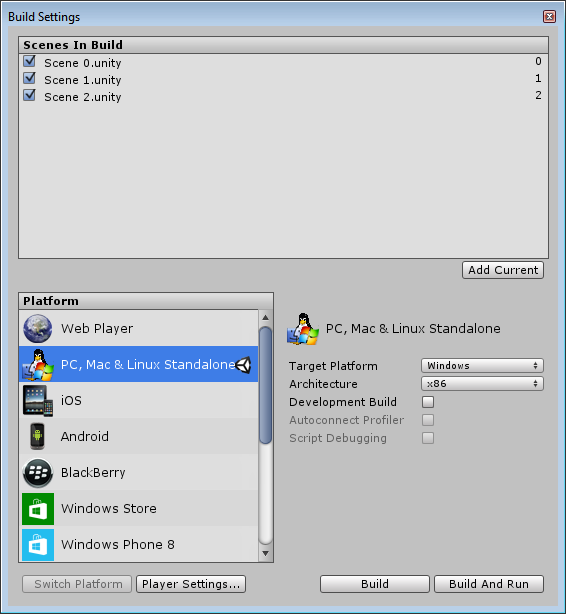 Build Settings
Scenes In Build
Scene 0.unity 0
Scene 1.unity 1
Scene 2.unity 2
Add Current
Platform
Web Player
PC, Mac & Linux Standalone
iOS
Android
BlackBerry
Windows Store
Windows Phone 8
PC, Mac & Linux Standalone
Target Platform Windows
Architecture x86
Development Build
Autoconnect Profiler
Script Debugging
Switch Platform Player Settings... Build Build And Run